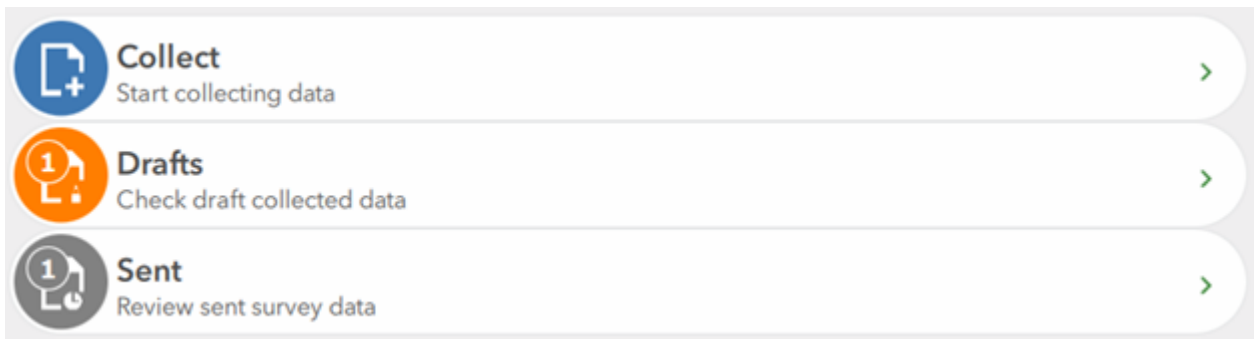 Collect
Start collecting data
1
Drafts
Check draft collected data
1
Sent
Review sent survey data